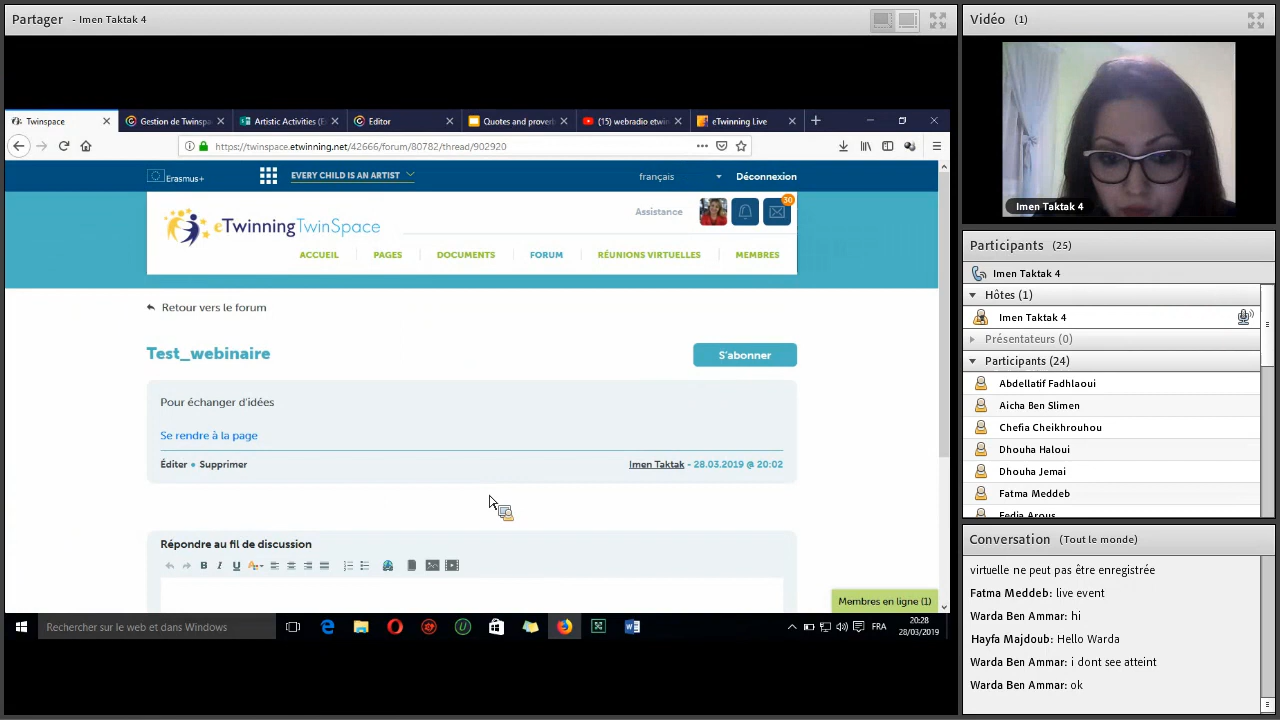 Partager - Imen Taktak 4
Twinspace
Gestion de Twinspa
Artistic Activities (E
Editor
Quotes and prover
(15) webradio etwin
eTwinning Live
https://twinspace.etwinning.net/42666/forum/80782/thread/902920
Erasmus+
EVERY CHILD IS AN ARTIST
français
Déconnexion
eTwinningTwinSpace
Assistance
30
ACCUEIL
PAGES
DOCUMENTS
FORUM
RÉUNIONS VIRTUELLES
MEMBRES
Retour vers le forum
Test_webinaire
S'abonner
Pour échanger d'idées
Se rendre à la page
Éditer • Supprimer
Imen Taktak - 28.03.2019 @ 20:02
Répondre au fil de discussion
B I U
Membres en ligne (1)
Rechercher sur le web et dans Windows
FRA
20:28
28/03/2019
Vidéo (1)
Imen Taktak 4
Participants (25)
Imen Taktak 4
Hôtes (1)
Imen Taktak 4
Présentateurs (0)
Participants (24)
Abdellatif Fadhlaoui
Aicha Ben Slimen
Chefia Cheikhrouhou
Dhouha Haloui
Dhouha Jemai
Fatma Meddeb
Fedia Arous
Conversation (Tout le monde)
virtuelle ne peut pas être enregistrée
Fatma Meddeb: live event
Warda Ben Ammar: hi
Hayfa Majdoub: Hello Warda
Warda Ben Ammar: i dont see atteint
Warda Ben Ammar: ok